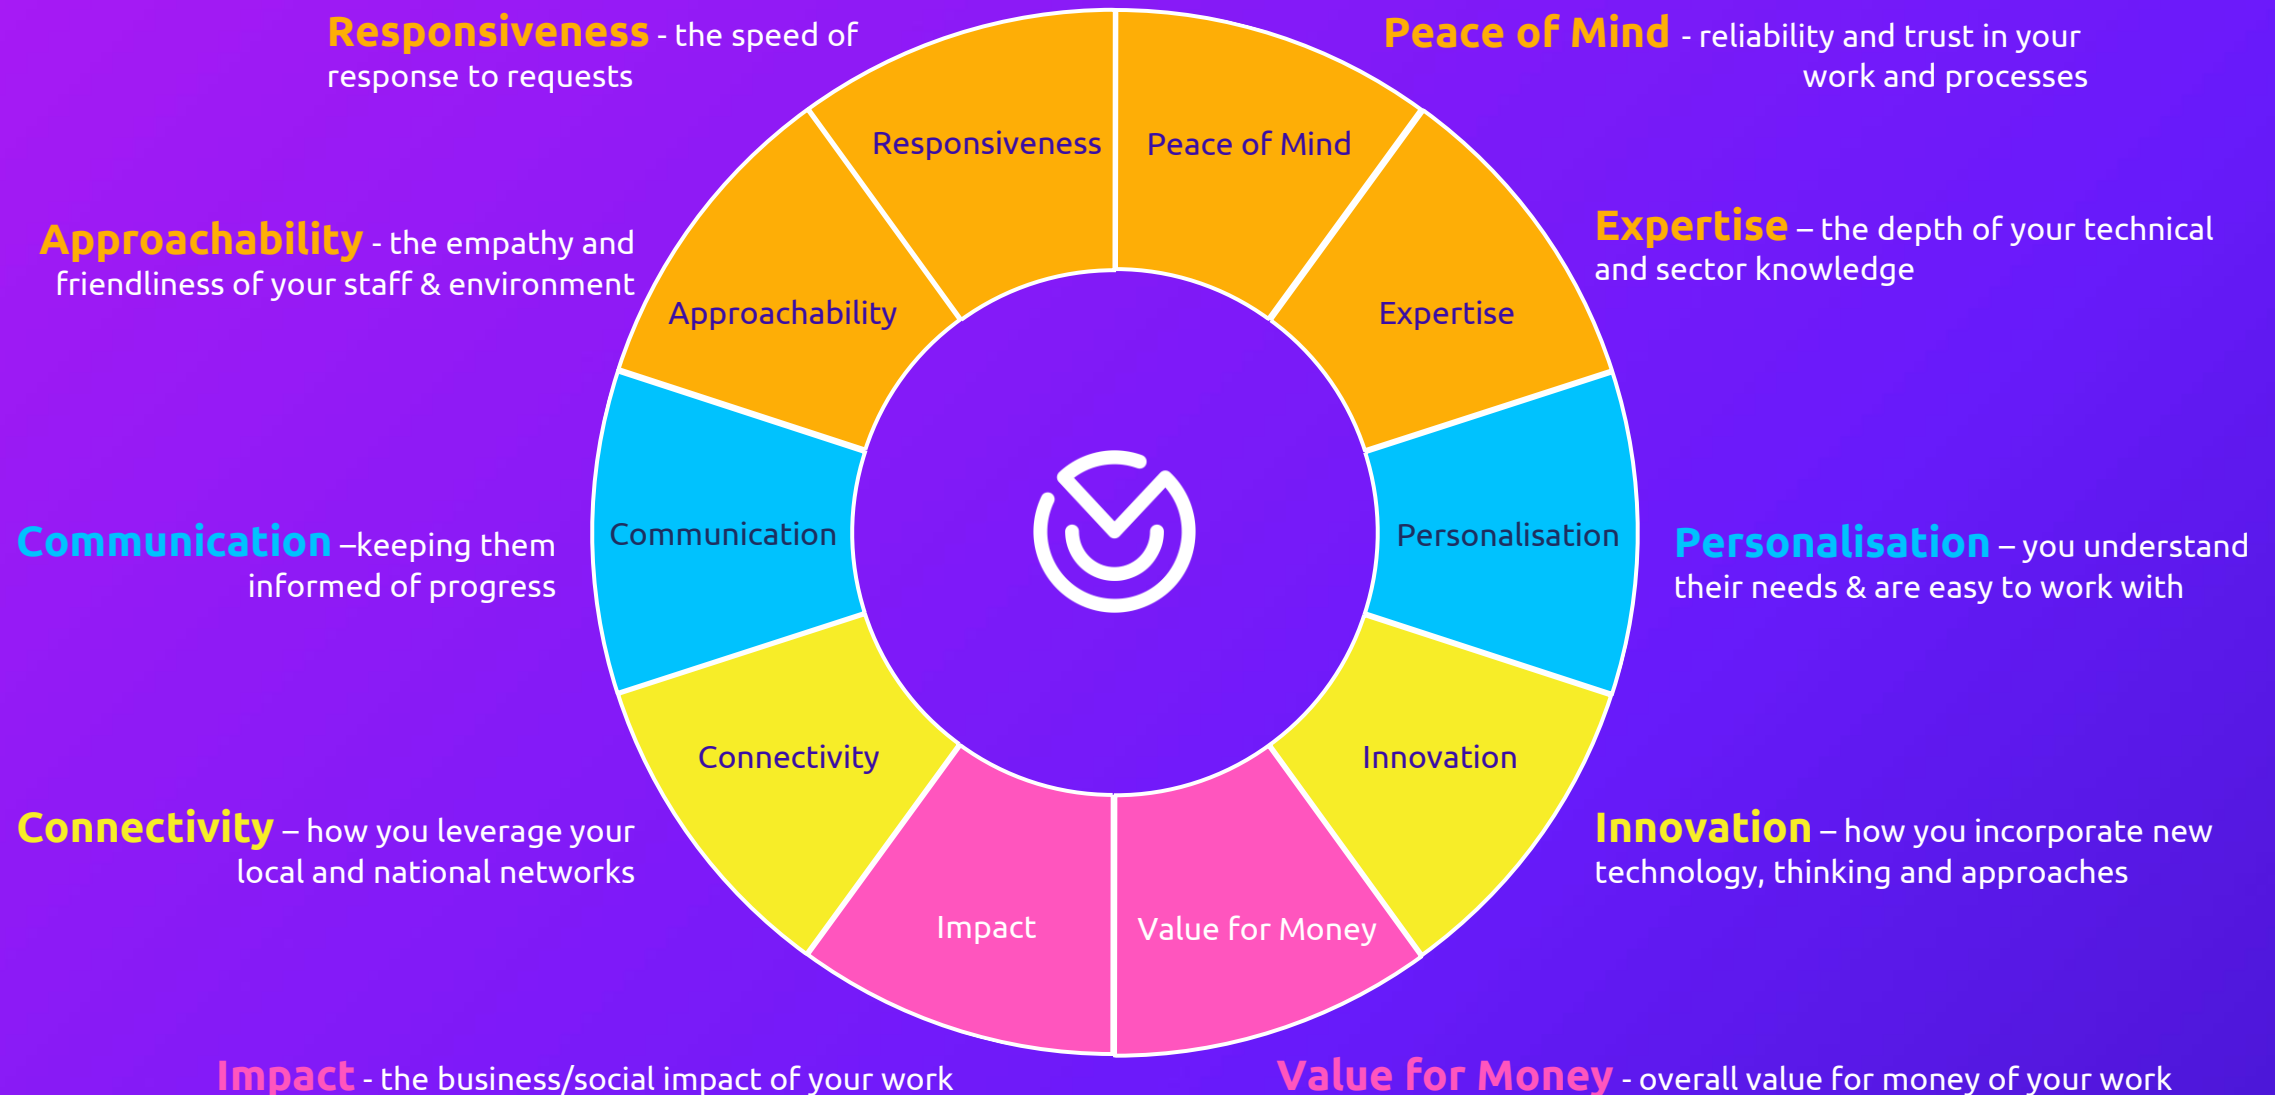 Responsiveness - the speed of
response to requests
Peace of Mind - reliability and trust in your
work and processes
Responsiveness
Peace of Mind
Approachability - the empathy and
friendliness of your staff & environment
Expertise – the depth of your technical
and sector knowledge
Approachability
Expertise
Communication –keeping them
informed of progress
Communication
Personalisation
Personalisation – you understand
their needs & are easy to work with
Connectivity
Innovation
Connectivity – how you leverage your
local and national networks
Innovation – how you incorporate new
technology, thinking and approaches
Impact
Value for Money
Impact - the business/social impact of your work
Value for Money - overall value for money of your work